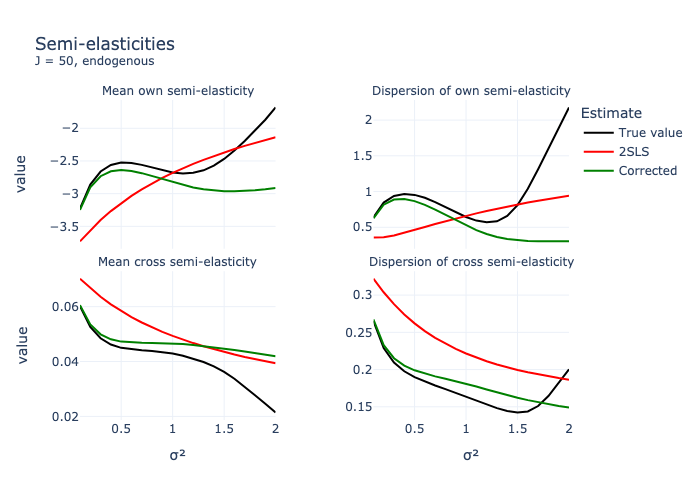 Semi-elasticities
J = 50, endogenous
Mean own semi-elasticity
Dispersion of own semi-elasticity
value
−2
−2.5
−3
−3.5
2
1.5
1
0.5
Estimate
True value
2SLS
Corrected
Mean cross semi-elasticity
Dispersion of cross semi-elasticity
value
0.06
0.04
0.02
0.3
0.25
0.2
0.15
0.5 1 1.5 2
0.5 1 1.5 2
σ²
σ²